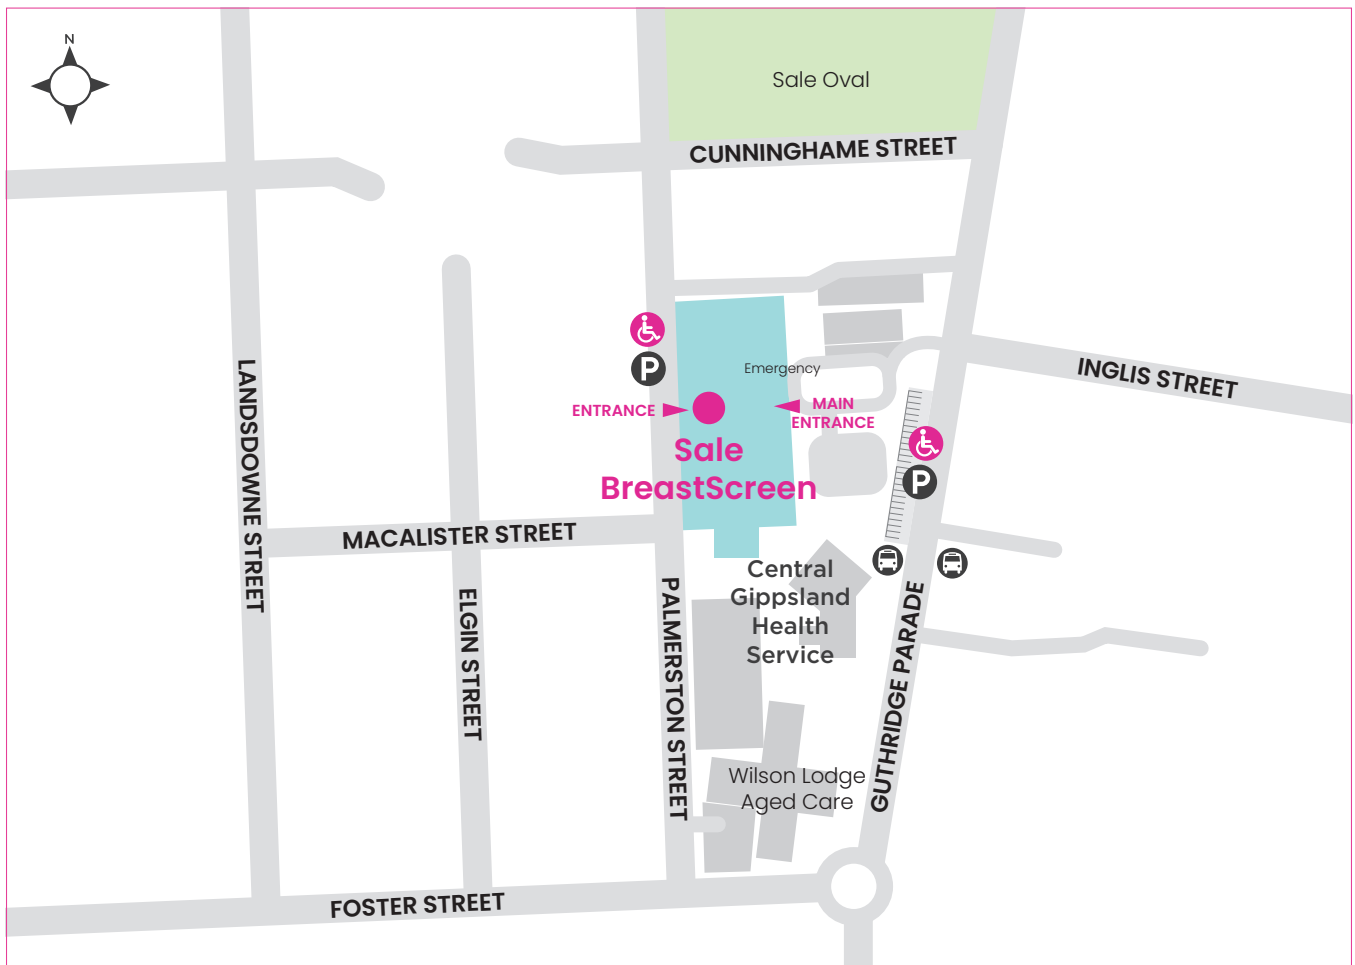 N
Sale Oval
CUNNINGHAME STREET
INGLIS STREET
LANDSDOWNE STREET
P
Emergency
ENTRANCE
MAIN
ENTRANCE
Sale
BreastScreen
P
MACALISTER STREET
ELGIN STREET
PALMERSTON STREET
Central
Gippsland
Health
Service
GUTHRIDGE PARADE
Wilson Lodge
Aged Care
FOSTER STREET